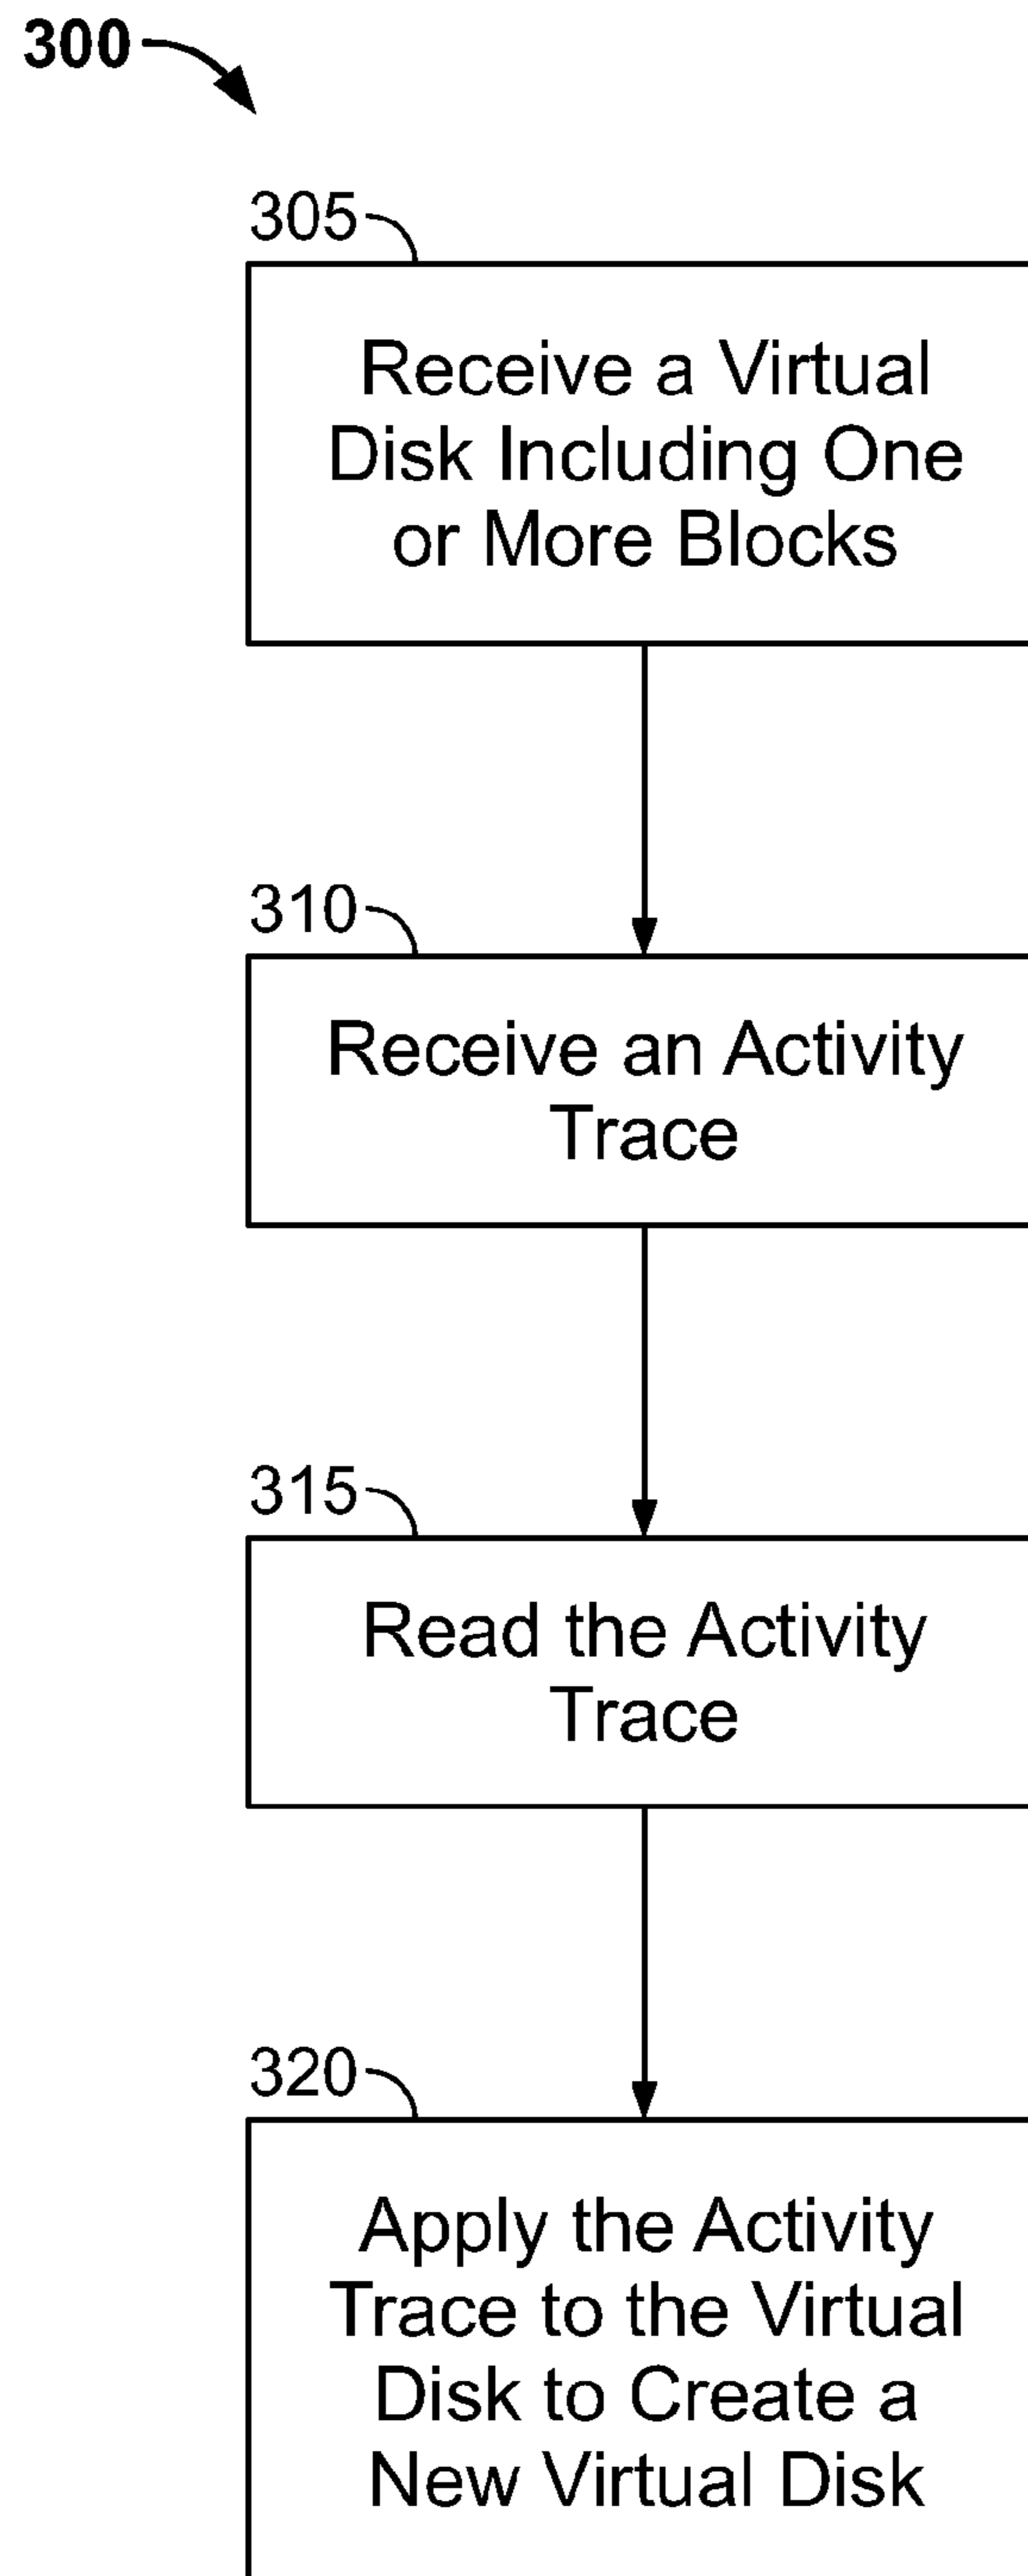 300
305
Receive a Virtual
Disk Including One
or More Blocks
310
Receive an Activity
Trace
315
Read the Activity
Trace
320
Apply the Activity
Trace to the Virtual
Disk to Create a
New Virtual Disk